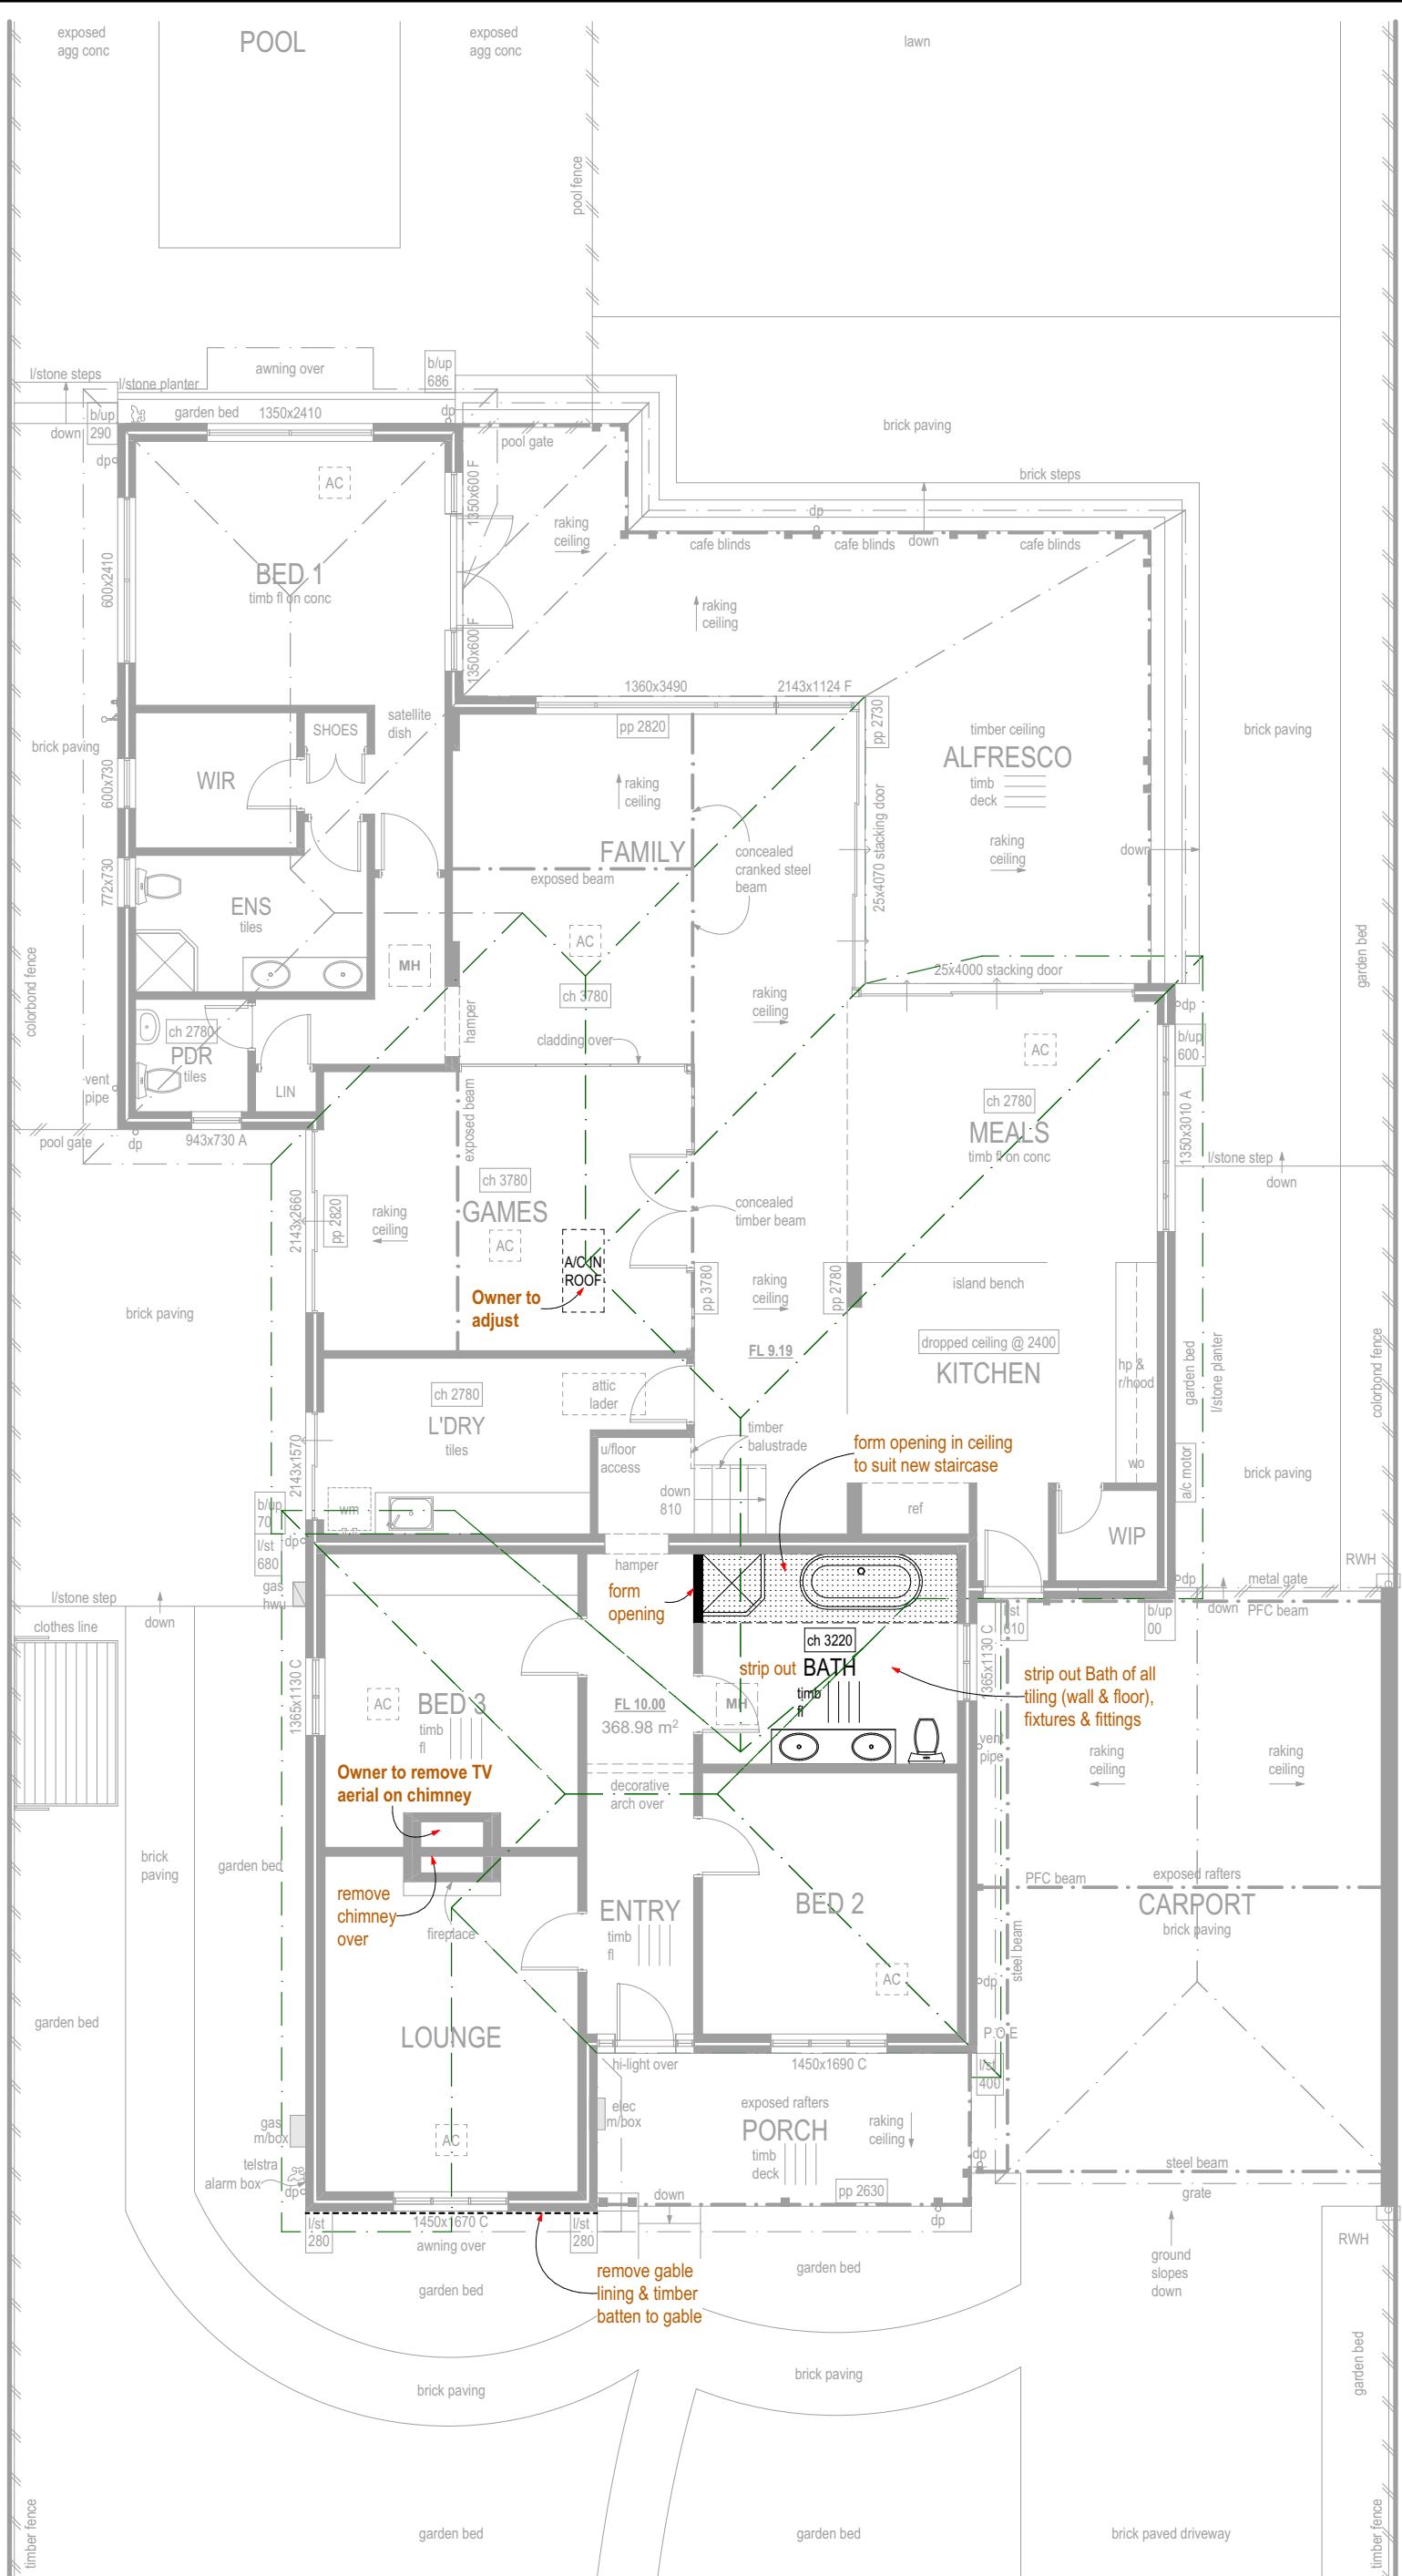 exposed
agg conc
POOL
exposed
agg conc
lawn
pool fence
l/stone steps
l/stone planter
awning over
b/up
686
b/up
290
down
garden bed
1350x2410
dp
dp
pool gate
brick paving
brick steps
AC
1350x600 F
raking
ceiling
dp
cafe blinds
cafe blinds
down
cafe blinds
600x2410
BED 1
timb fl on conc
1350x600 F
raking
ceiling
1360x3490
2143x1124 F
pp 2820
pp 2730
satellite
dish
SHOES
brick paving
WIR
600x730
timber ceiling
ALFRESCO
timb
deck
brick paving
raking
ceiling
raking
ceiling
down
FAMILY
exposed beam
concealed
cranked steel
beam
25x4070 stacking door
772x730
ENS
tiles
AC
MH
colorbond fence
garden bed
25x4000 stacking door
ch 3780
raking
ceiling
dp
b/up
600
hamper
cladding over
AC
ch 2780
PDR
tiles
vent
pipe
LIN
pool gate
dp
943x730 A
exposed beam
ch 2780
MEALS
timb fl on conc
1350x3010 A
l/stone step
down
ch 3780
GAMES
AC
raking
ceiling
2143x2660
pp 2820
concealed
timber beam
A/C IN
ROOF
Owner to
adjust
pp 3780
raking
ceiling
pp 2780
island bench
brick paving
FL 9.19
dropped ceiling @ 2400
KITCHEN
hp &
r/hood
garden bed
l/stone planter
colorbond fence
ch 2780
L'DRY
tiles
attic
lader
timber
balustrade
u/floor
access
form opening in ceiling
to suit new staircase
wo
a/c motor
brick paving
2143x1570
b/up
70
wm
down
810
ref
WIP
l/st
680
dp
hamper
gas
hwu
form
opening
RWH
dp
metal gate
l/stone step
down
l/st
610
b/up
00
down
PFC beam
clothes line
ch 3220
strip out
BATH
timb
fl
1365x1130 C
strip out Bath of all
tiling (wall & floor),
fixtures & fittings
1365x1130 C
AC
BED 3
timb
fl
FL 10.00
368.98 m²
MH
vent
pipe
raking
ceiling
raking
ceiling
Owner to remove TV
aerial on chimney
decorative
arch over
brick
paving
garden bed
remove
chimney
over
fireplace
ENTRY
timb
fl
BED 2
AC
PFC beam
exposed rafters
CARPORT
brick paving
steel beam
dp
garden bed
LOUNGE
P.O.E
hi-light over
1450x1690 C
l/st
400
gas
m/box
elec
m/box
exposed rafters
PORCH
timb
deck
raking
ceiling
AC
telstra
alarm box
dp
dp
steel beam
grate
down
pp 2630
dp
l/st
280
1450x1670 C
awning over
l/st
280
RWH
remove gable
lining & timber
batten to gable
garden bed
garden bed
ground
slopes
down
garden bed
brick paving
brick paving
timber fence
garden bed
garden bed
brick paved driveway
timber fence